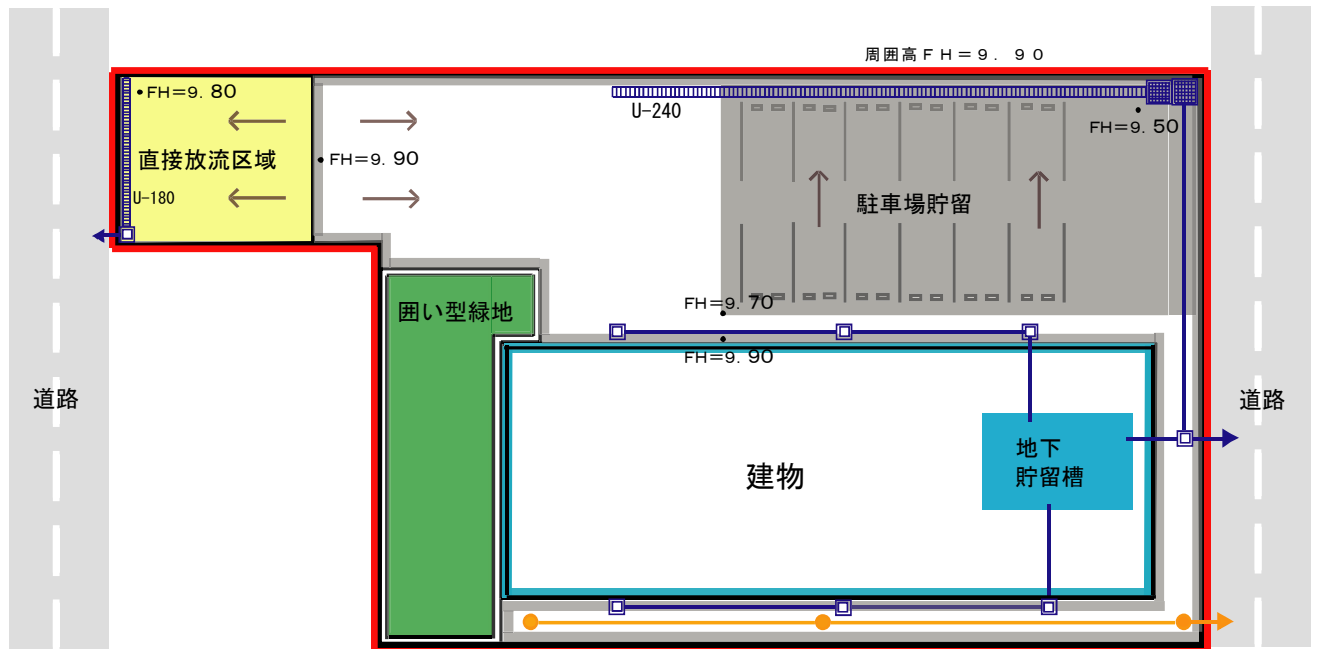 周囲高ＦＨ＝９．９０
FH＝9．80
U-240
FH＝9．50
直接放流区域
FH＝9．90
U-180
駐車場貯留
FH＝9．70
囲い型緑地
FH＝9．90
道路
道路
地下
貯留槽
建物